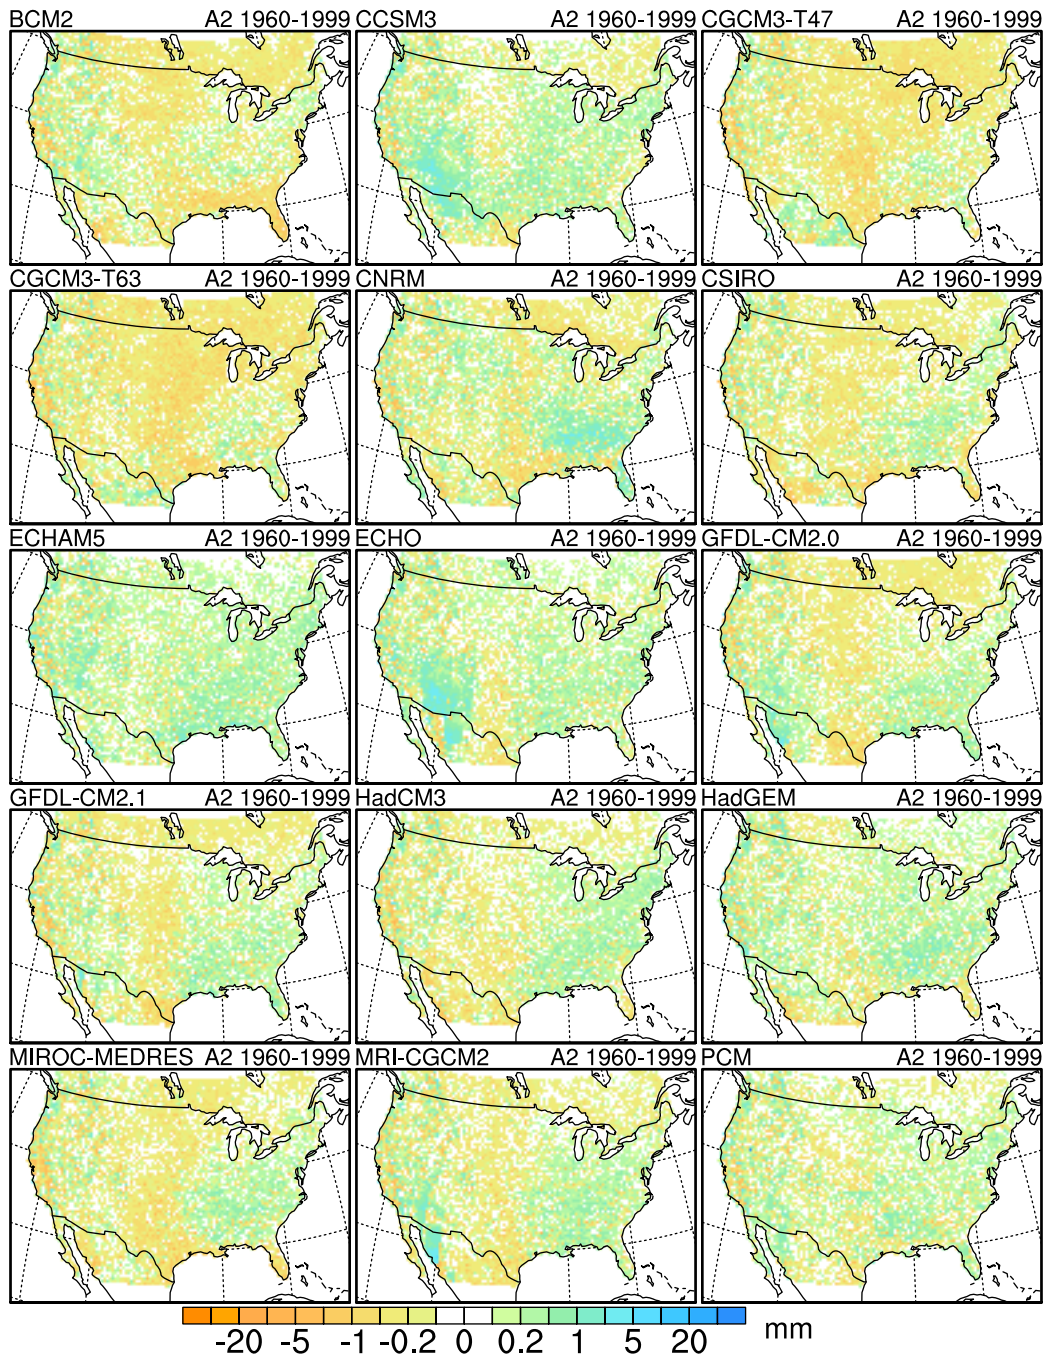 BCM2 A2 1960-1999 CCSM3 A2 1960-1999 CGCM3-T47 A2 1960-1999
CGCM3-T63 A2 1960-1999 CNRM A2 1960-1999 CSIRO A2 1960-1999
ECHAM5 A2 1960-1999 ECHO A2 1960-1999 GFDL-CM2.0 A2 1960-1999
GFDL-CM2.1 A2 1960-1999 HadCM3 A2 1960-1999 HadGEM A2 1960-1999
MIROC-MEDRES A2 1960-1999 MRI-CGCM2 A2 1960-1999 PCM A2 1960-1999
-20 -5 -1 -0.2 0 0.2 1 5 20 mm